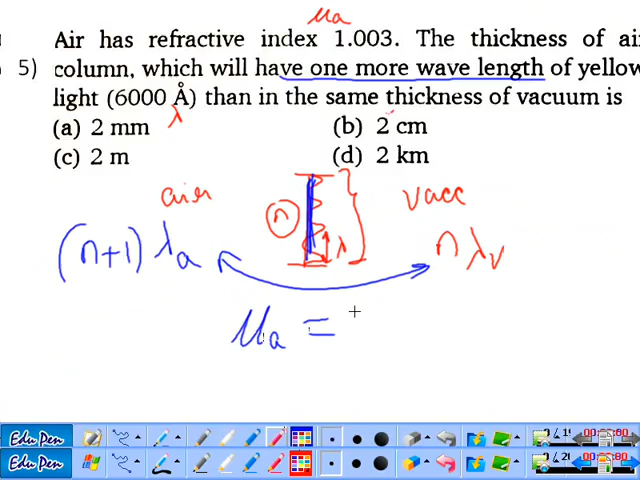 μa
Air has refractive index 1.003. The thickness of air
5) column, which will have one more wave length of yellow
light (6000 Å) than in the same thickness of vacuum is
λ
(a) 2 mm (b) 2 cm
(c) 2 m (d) 2 km
air n vacc
(n+1) λa λ n λv
μa =
Edu Pen
Edu Pen